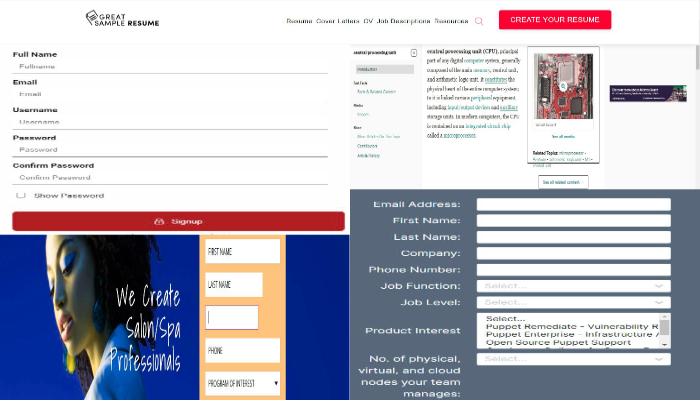 GREAT
SAMPLE RESUME
Resume Cover Letters CV Job Descriptions Resources
CREATE YOUR RESUME
Full Name
Fullname
Email
Email
Username
Username
Password
Password
Confirm Password
Confirm Password
Show Password
Signup
central processing unit
Introduction
Media
More
Contributors
Article History
central processing unit (CPU), principal
part of any digital computer system, generally
composed of the main memory, control unit,
and arithmetic-logic unit. It constitutes the
physical heart of the entire computer system;
to it is linked various peripheral equipment,
including input/output devices and auxiliary
storage units. In modern computers, the CPU
is contained on an integrated circuit chip
called a microprocessor.
See all media
Related Topics: microprocessor
See all related content
We Create
Salon/Spa
Professionals
FIRST NAME
LAST NAME
PHONE
PROGRAM OF INTEREST
Email Address:
First Name:
Last Name:
Company:
Phone Number:
Job Function:
Select...
Job Level:
Select...
Product Interest
Select...
Puppet Remediate - Vulnerability R
Puppet Enterprise - Infrastructure /
Open Source Puppet Support
No. of physical,
virtual, and cloud
nodes your team
manages:
Select...